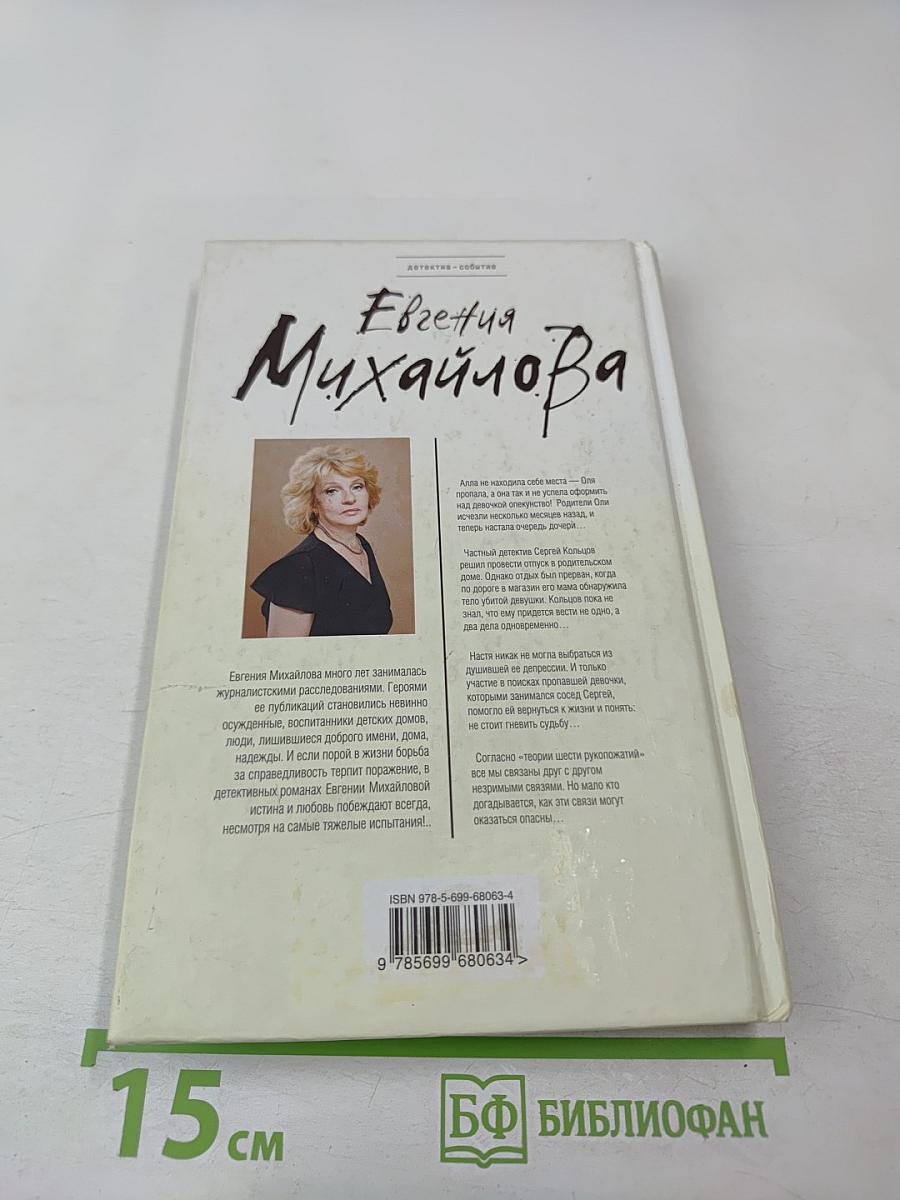 детектив-событие
Евгения
Михайлова
Евгения Михайлова много лет занималась
журналистскими расследованиями. Героями
ее публикаций становились невинно
осужденные, воспитанники детских домов,
люди, лишившиеся доброго имени, дома,
надежды. И если порой в жизни борьба
за справедливость терпит поражение, в
детективных романах Евгении Михайловой
истина и любовь побеждают всегда,
несмотря на самые тяжелые испытания!..
Алла не находила себе места — Оля
пропала, а она так и не успела оформить
над девочкой опекунство! Родители Оли
исчезли несколько месяцев назад, и
теперь настала очередь дочери...
Частный детектив Сергей Кольцов
решил провести отпуск в родительском
доме. Однако отдых был прерван, когда
по дороге в магазин его мама обнаружила
тело убитой девушки. Кольцов пока не
знал, что ему придется вести не одно, а
два дела одновременно...
Настя никак не могла выбраться из
душившей ее депрессии. И только
участие в поисках пропавшей девочки,
которыми занимался сосед Сергей,
помогло ей вернуться к жизни и понять:
не стоит гневить судьбу...
Согласно «теории шести рукопожатий»
все мы связаны друг с другом
незримыми связями. Но мало кто
догадывается, как эти связи могут
оказаться опасны...
ISBN 978-5-699-68063-4
9 785699 680634 >
15 см
БФ БИБЛИОФАН